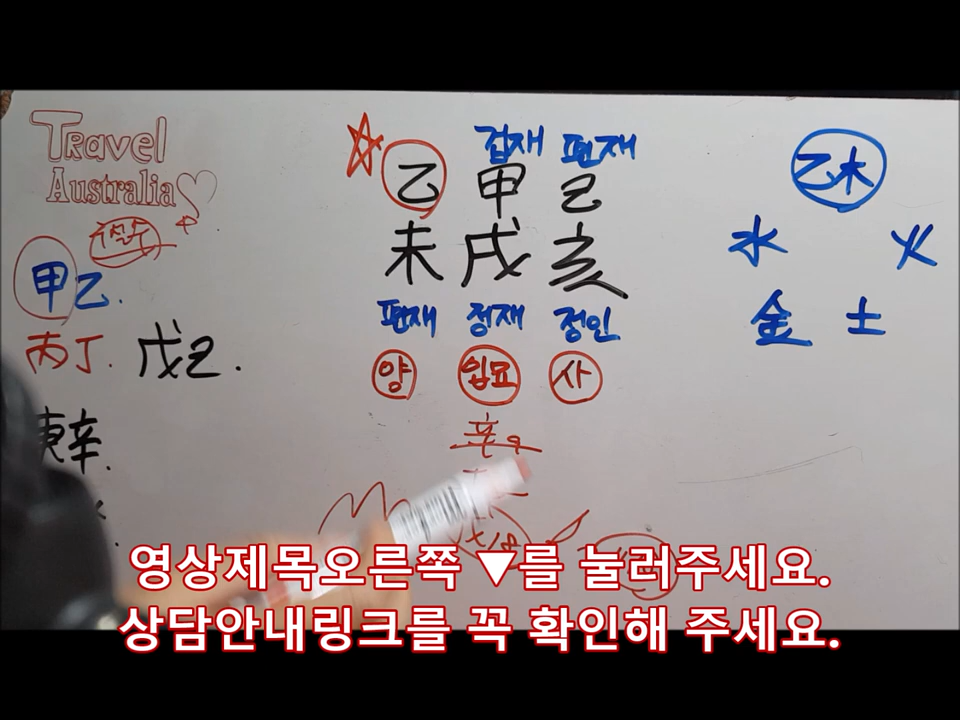 Travel
Australia
甲乙.
丙丁. 戊己.
庚辛.
겁재 편재
乙 甲 己
未 戌 亥
편재 정재 정인
양 입묘 사
辛
乙木
水 火
金 土
영상제목오른쪽 ▼를 눌러주세요.
상담안내링크를 꼭 확인해 주세요.